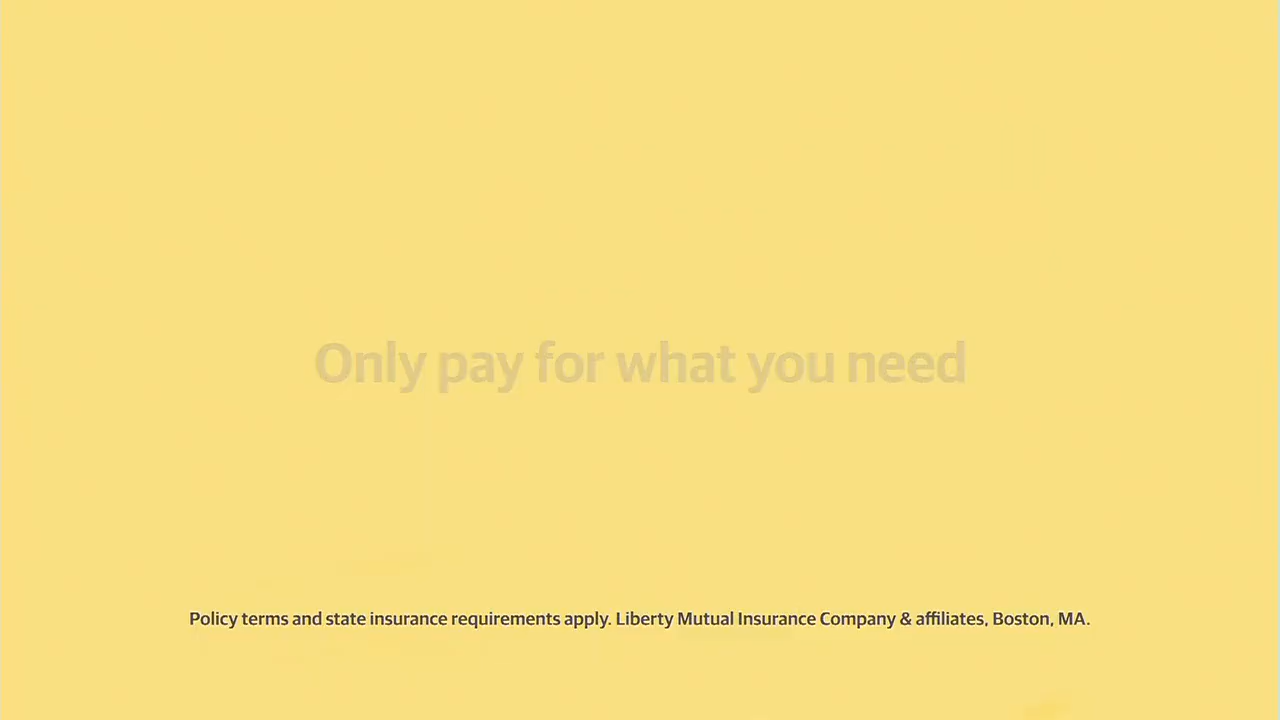 Only pay for what you need
Policy terms and state insurance requirements apply. Liberty Mutual Insurance Company & affiliates, Boston, MA.